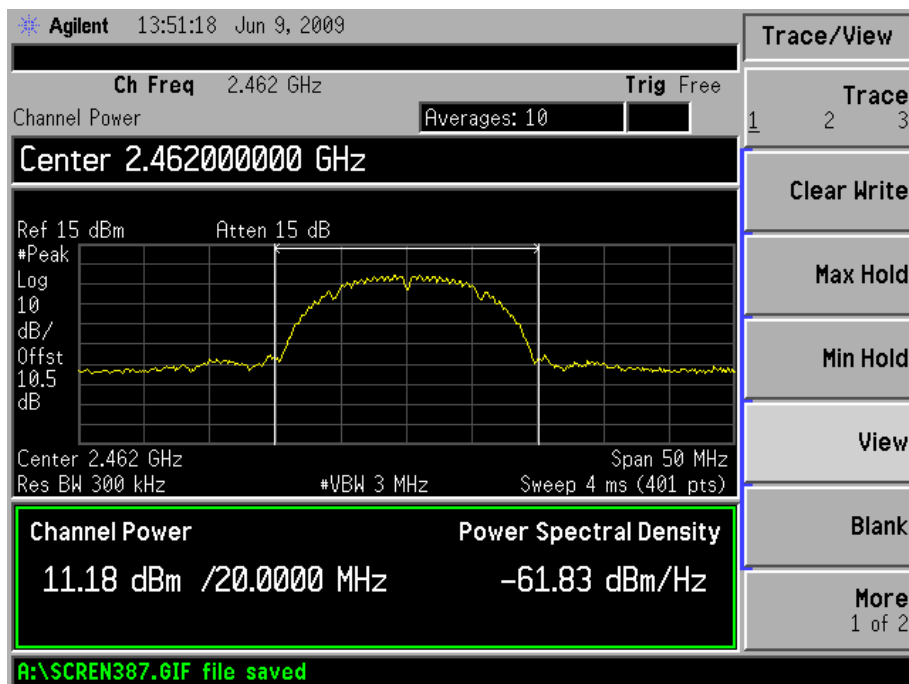 Agilent 13:51:18 Jun 9, 2009
Trace/View
Ch Freq 2.462 GHz Trig Free
Channel Power Averages: 10
Center 2.462000000 GHz
Ref 15 dBm Atten 15 dB
#Peak
Log
10
dB/
Offst
10.5
dB
Center 2.462 GHz Span 50 MHz
Res BW 300 kHz #VBW 3 MHz Sweep 4 ms (401 pts)
Channel Power Power Spectral Density
11.18 dBm /20.0000 MHz -61.83 dBm/Hz
A:\SCREN387.GIF file saved
Trace
1 2 3
Clear Write
Max Hold
Min Hold
View
Blank
More
1 of 2